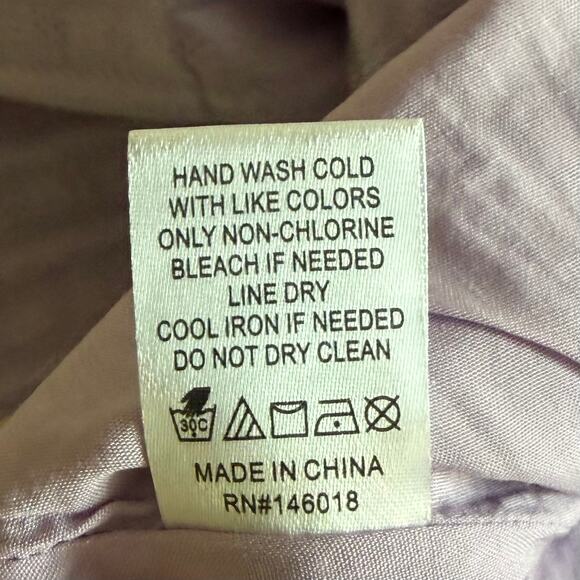 HAND WASH COLD
WITH LIKE COLORS
ONLY NON-CHLORINE
BLEACH IF NEEDED
LINE DRY
COOL IRON IF NEEDED
DO NOT DRY CLEAN
30C
MADE IN CHINA
RN#146018